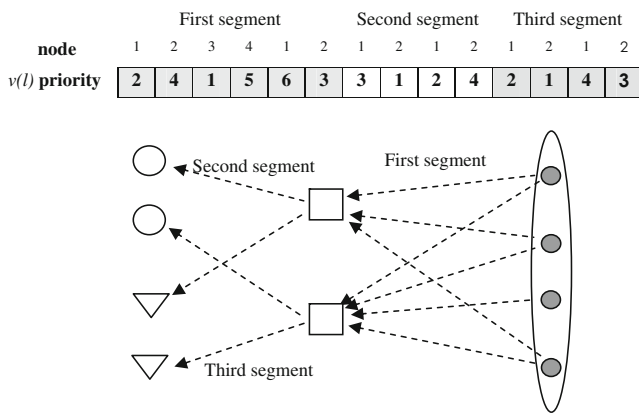 First segment Second segment Third segment
node 1 2 3 4 1 2 1 2 1 2 1 2 1 2
v(l) priority 2 4 1 5 6 3 3 1 2 4 2 1 4 3
Second segment First segment
Third segment